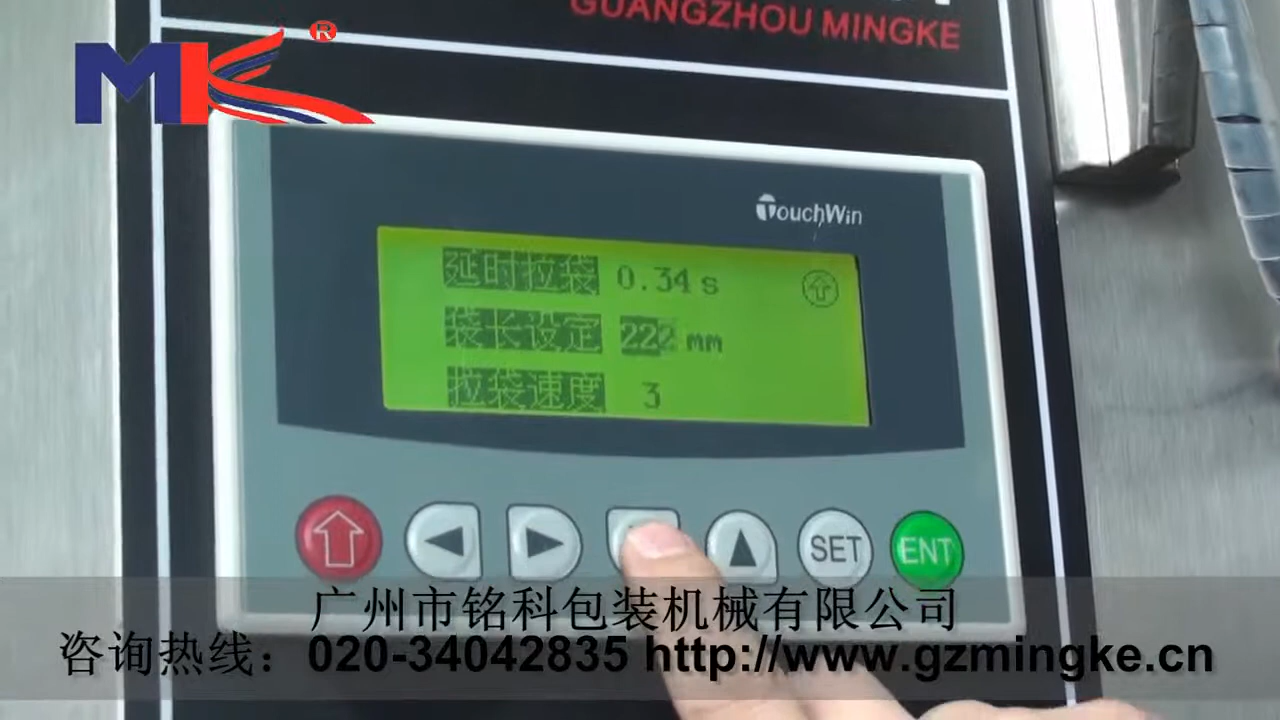 GUANGZHOU MINGKE
MK®
TouchWin
延时拉袋 0.34 s
袋长设定 222 mm
拉袋速度 3
SET
ENT
广州市铭科包装机械有限公司
咨询热线：020-34042835 http://www.gzmingke.cn